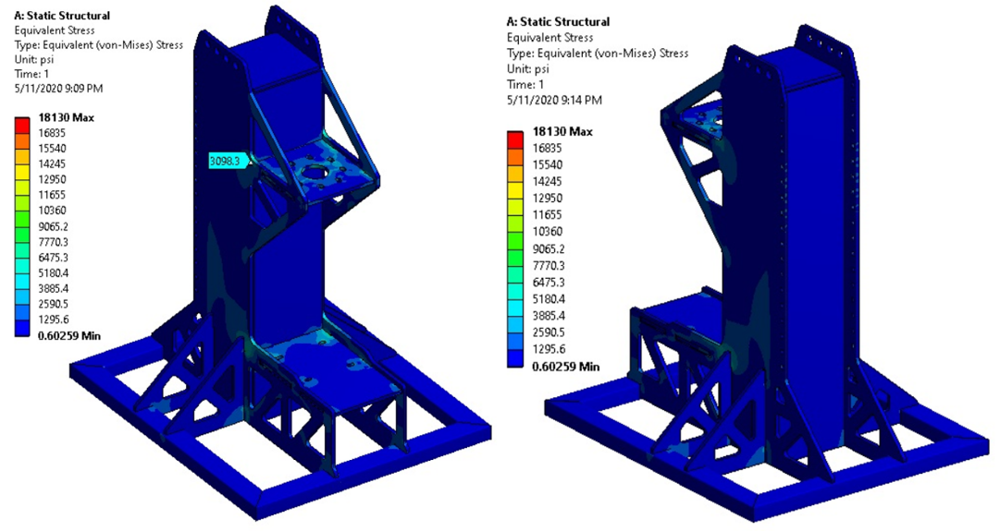 A: Static Structural
Equivalent Stress
Type: Equivalent (von-Mises) Stress
Unit: psi
Time: 1
5/11/2020 9:09 PM
18130 Max
16835
15540
14245
12950
11655
10360
9065.2
7770.3
6475.3
5180.4
3885.4
2590.5
1295.6
0.60259 Min
3098.3
A: Static Structural
Equivalent Stress
Type: Equivalent (von-Mises) Stress
Unit: psi
Time: 1
5/11/2020 9:14 PM
18130 Max
16835
15540
14245
12950
11655
10360
9065.2
7770.3
6475.3
5180.4
3885.4
2590.5
1295.6
0.60259 Min